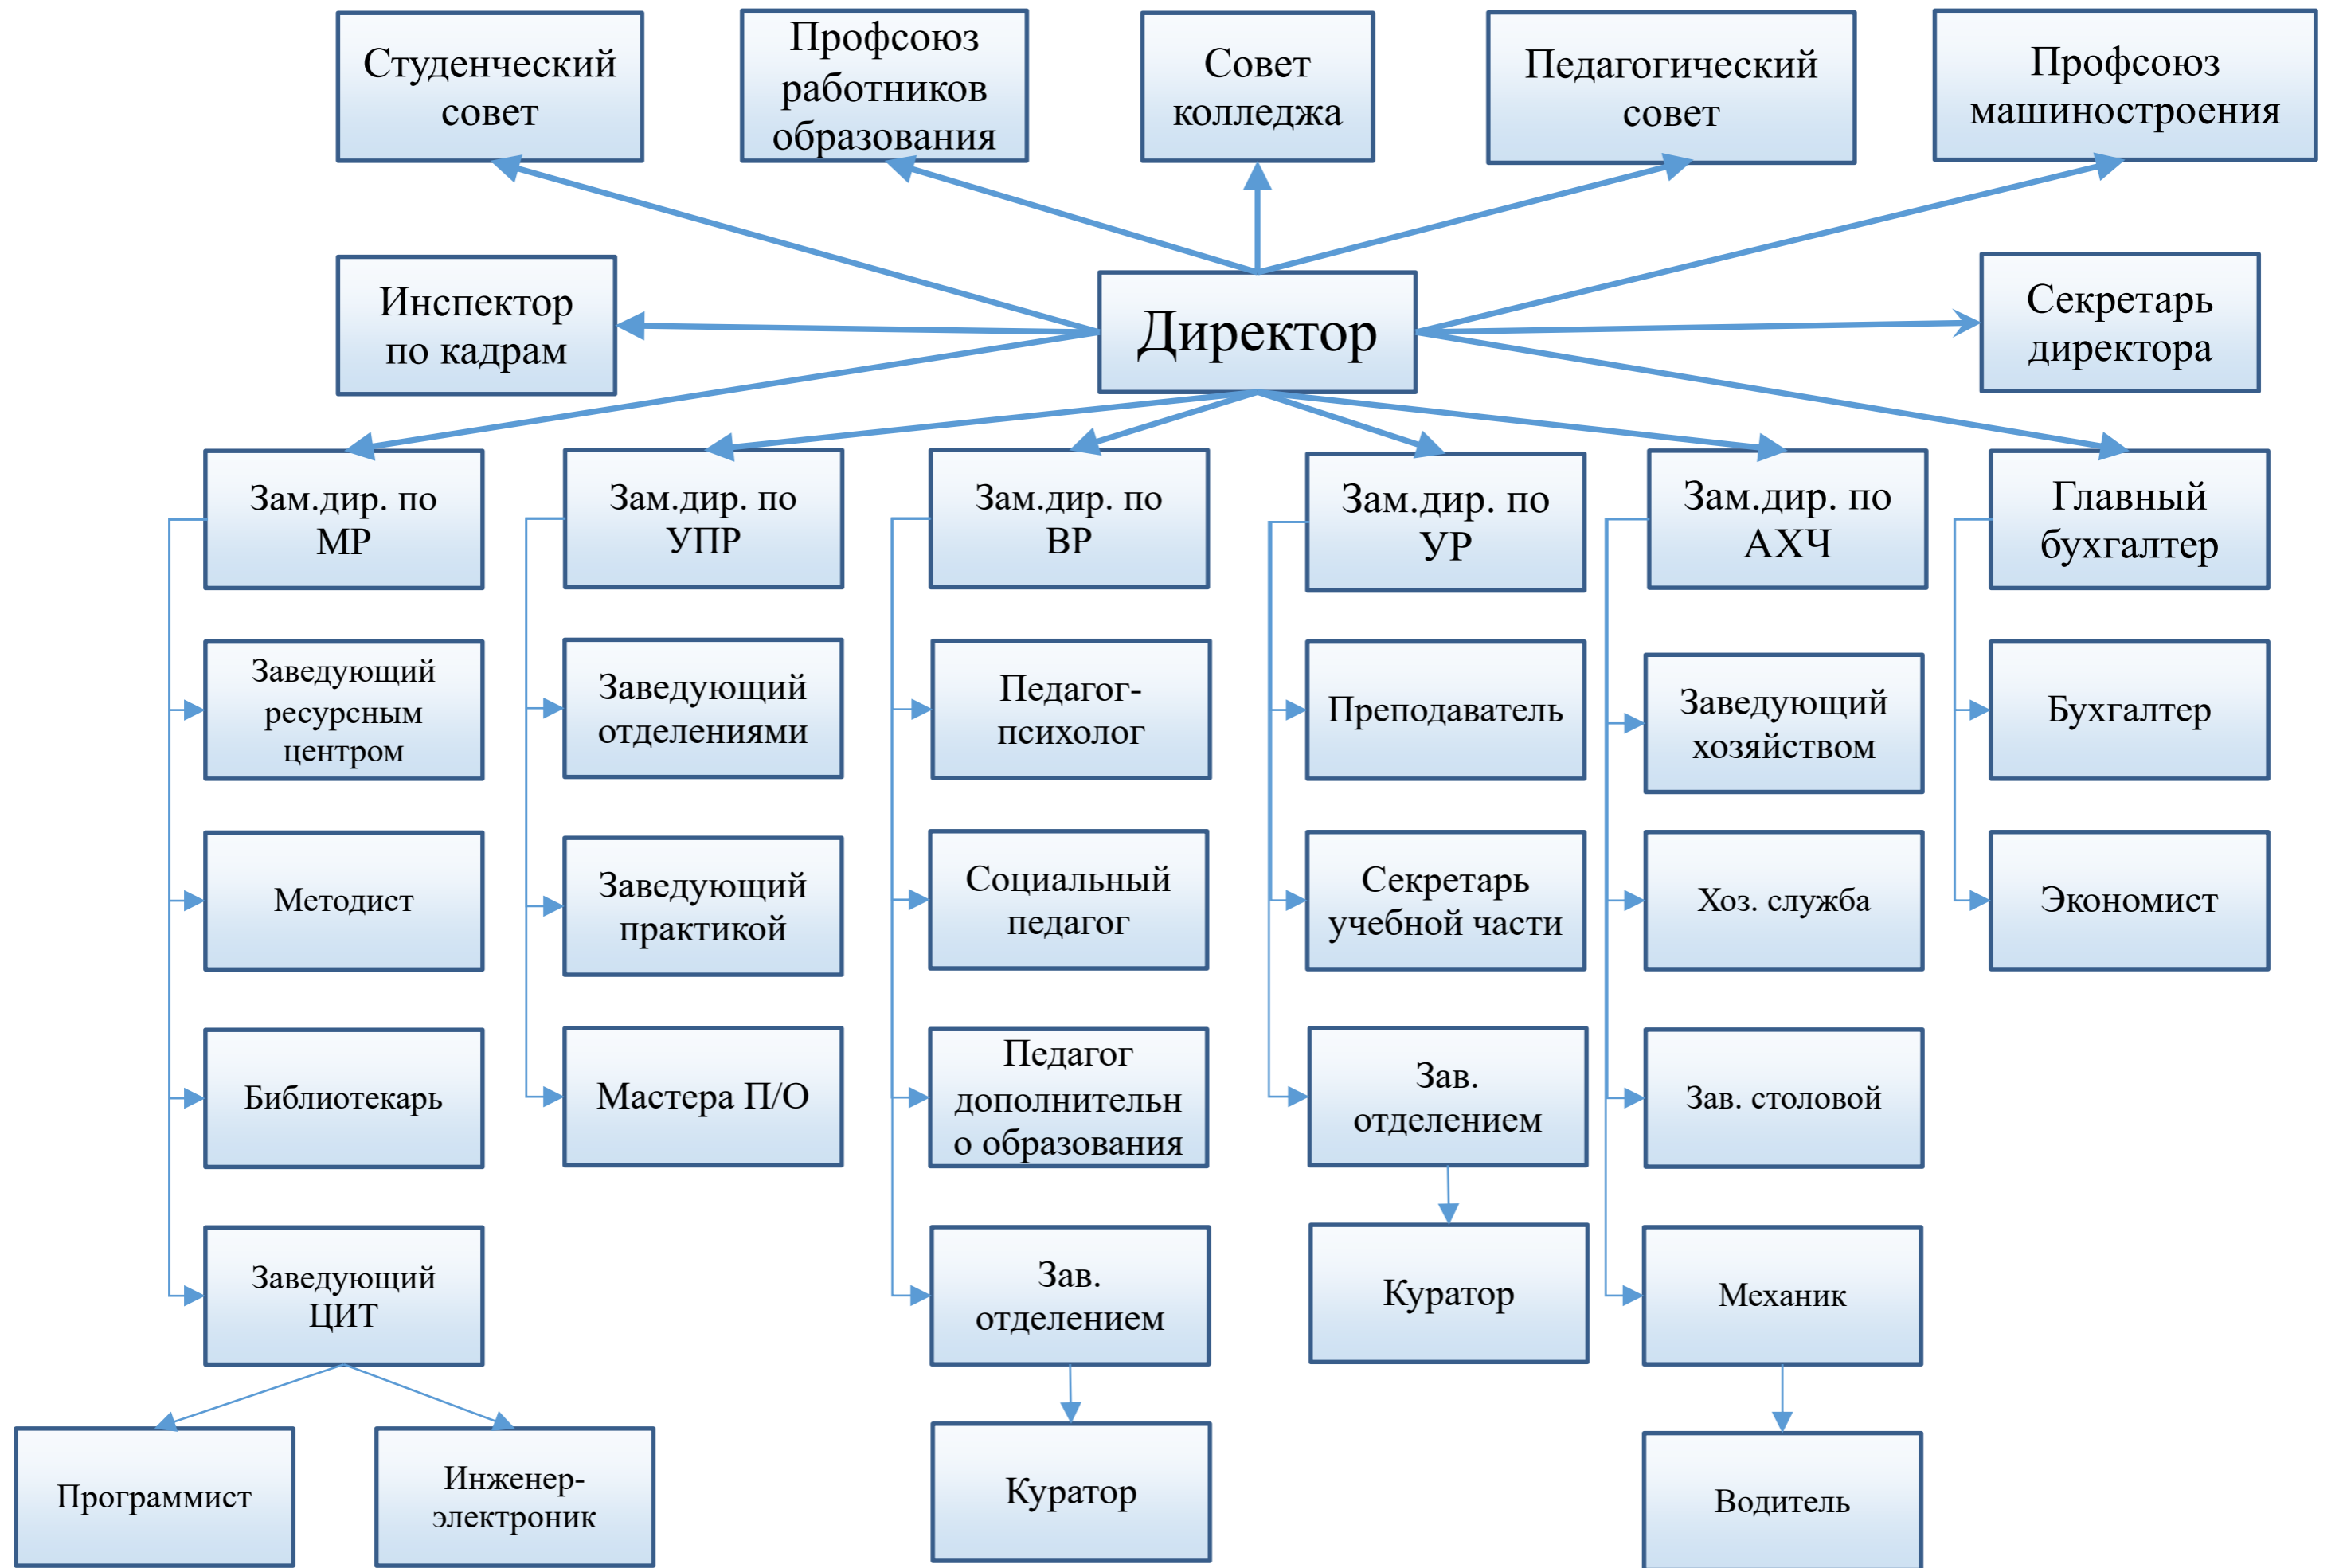 Студенческий
совет
Профсоюз
работников
образования
Совет
колледжа
Педагогический
совет
Профсоюз
машиностроения
Инспектор
по кадрам
Директор
Секретарь
директора
Зам.дир. по
МР
Зам.дир. по
УПР
Зам.дир. по
ВР
Зам.дир. по
УР
Зам.дир. по
АХЧ
Главный
бухгалтер
Заведующий
ресурсным
центром
Заведующий
отделениями
Педагог-
психолог
Преподаватель
Заведующий
хозяйством
Бухгалтер
Методист
Заведующий
практикой
Социальный
педагог
Секретарь
учебной части
Хоз. служба
Экономист
Библиотекарь
Мастера П/О
Педагог
дополнительн
о образования
Зав.
отделением
Зав. столовой
Заведующий
ЦИТ
Зав.
отделением
Куратор
Механик
Программист
Инженер-
электроник
Куратор
Водитель